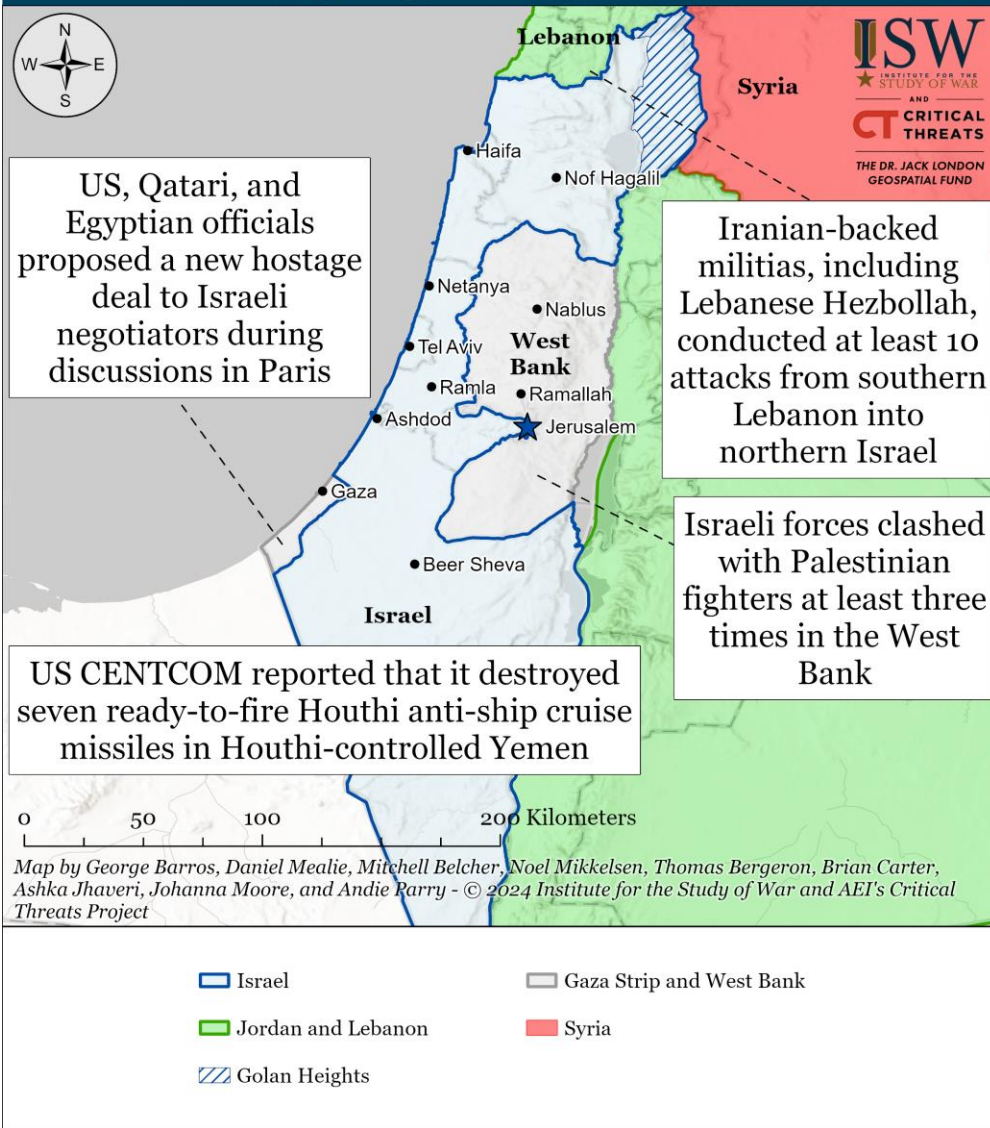 N
W E
S
Lebanon
Syria
ISW
INSTITUTE FOR THE
STUDY OF WAR
AND
CT CRITICAL
THREATS
THE DR. JACK LONDON
GEOSPATIAL FUND
Haifa
Nof Hagalil
US, Qatari, and
Egyptian officials
proposed a new hostage
deal to Israeli
negotiators during
discussions in Paris
Iranian-backed
militias, including
Lebanese Hezbollah,
conducted at least 10
attacks from southern
Lebanon into
northern Israel
Netanya
Nablus
Tel Aviv
West
Bank
Ramla
Ramallah
Ashdod
Jerusalem
Gaza
Israeli forces clashed
with Palestinian
fighters at least three
times in the West
Bank
Beer Sheva
Israel
US CENTCOM reported that it destroyed
seven ready-to-fire Houthi anti-ship cruise
missiles in Houthi-controlled Yemen
0 50 100 200 Kilometers
Map by George Barros, Daniel Mealie, Mitchell Belcher, Noel Mikkelsen, Thomas Bergeron, Brian Carter,
Ashka Jhaveri, Johanna Moore, and Andie Parry - © 2024 Institute for the Study of War and AEI's Critical
Threats Project
Israel
Gaza Strip and West Bank
Jordan and Lebanon
Syria
Golan Heights